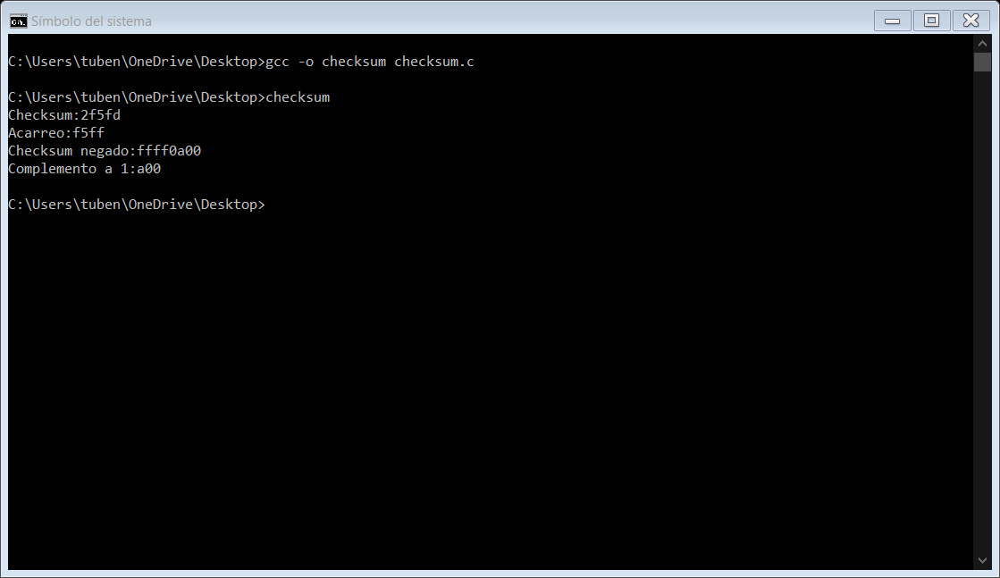 Símbolo del sistema
C:\Users\tuben\OneDrive\Desktop>gcc -o checksum checksum.c
C:\Users\tuben\OneDrive\Desktop>checksum
Checksum:2f5fd
Acarreo:f5ff
Checksum negado:ffff0a00
Complemento a 1:a00
C:\Users\tuben\OneDrive\Desktop>